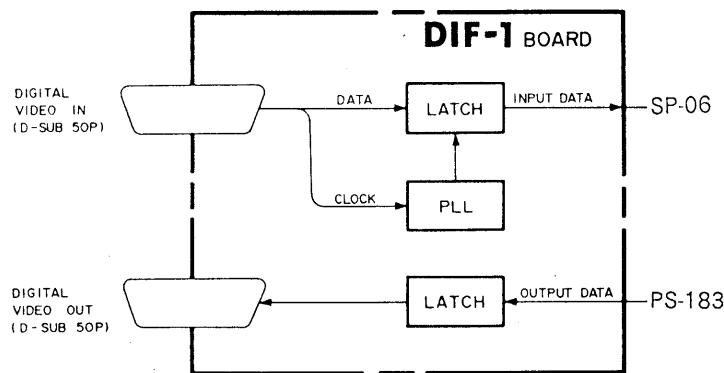 DIF-1 BOARD
DIGITAL
VIDEO IN
(D-SUB 50P)
DATA
LATCH
INPUT DATA
SP-06
CLOCK
PLL
DIGITAL
VIDEO OUT
(D-SUB 50P)
LATCH
OUTPUT DATA
PS-183